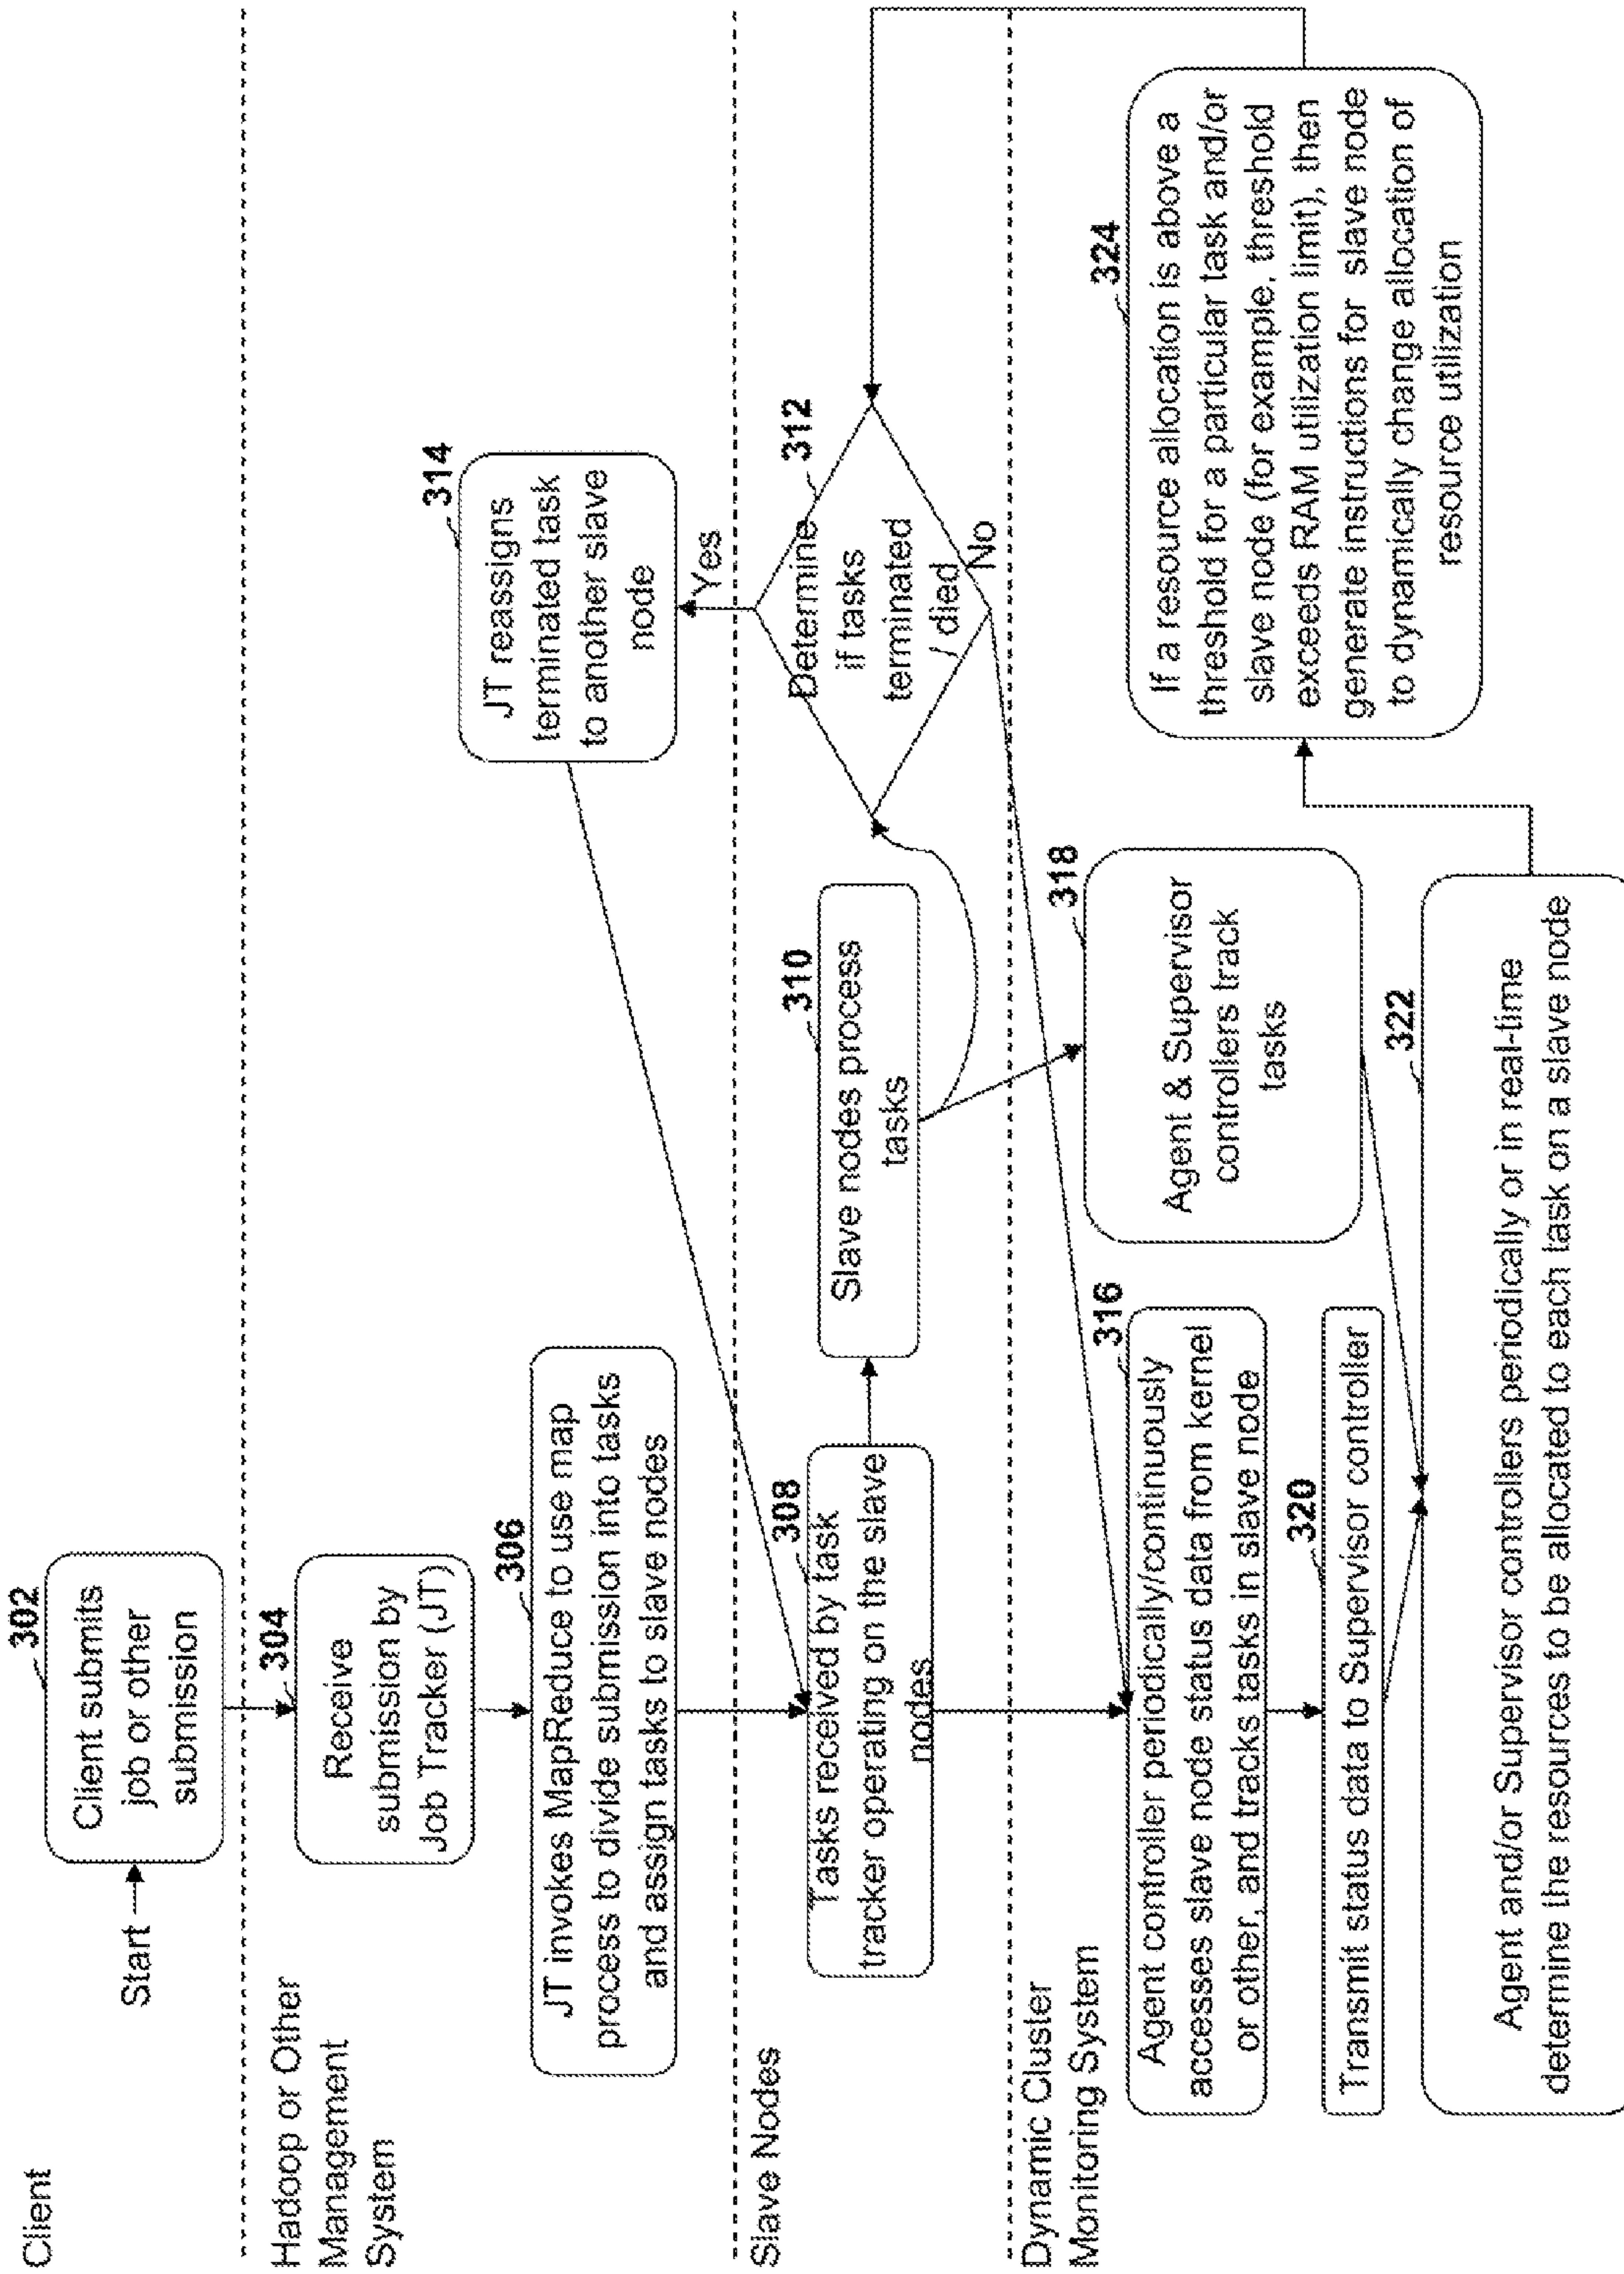 Client
302
Start
Client submits
job or other
submission
Hadoop or Other
Management
System
304
Receive
submission by
Job Tracker (JT)
306
JT invokes MapReduce to use map
process to divide submission into tasks
and assign tasks to slave nodes
314
JT reassigns
terminated task
to another slave
node
Yes
Slave Nodes
308
Tasks received by task
tracker operating on the slave
nodes
310
Slave nodes process
tasks
312
Determine
if tasks
terminated
/ died
No
Dynamic Cluster
Monitoring System
316
Agent controller periodically/continuously
accesses slave node status data from kernel
or other, and tracks tasks in slave node
318
Agent & Supervisor
controllers track
tasks
320
Transmit status data to Supervisor controller
322
Agent and/or Supervisor controllers periodically or in real-time
determine the resources to be allocated to each task on a slave node
324
If a resource allocation is above a
threshold for a particular task and/or
slave node (for example, threshold
exceeds RAM utilization limit), then
generate instructions for slave node
to dynamically change allocation of
resource utilization